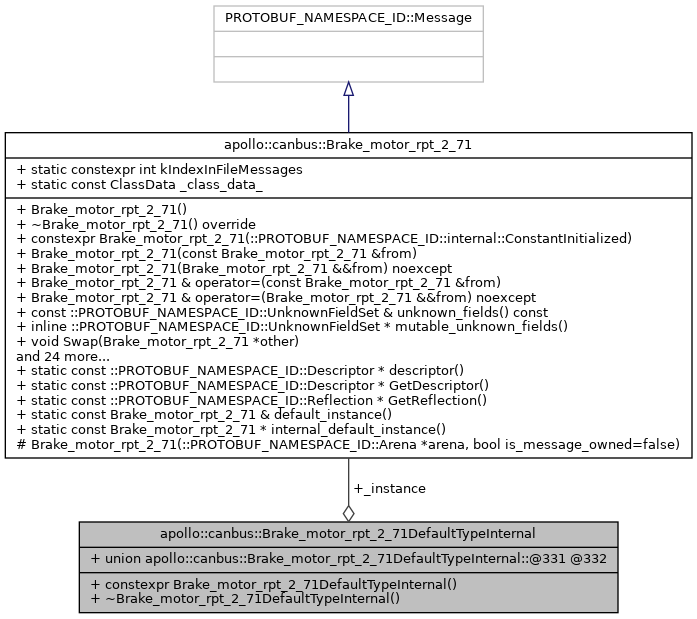 PROTOBUF_NAMESPACE_ID::Message
apollo::canbus::Brake_motor_rpt_2_71
+ static constexpr int kIndexInFileMessages
+ static const ClassData _class_data_
+ Brake_motor_rpt_2_71()
+ ~Brake_motor_rpt_2_71() override
+ constexpr Brake_motor_rpt_2_71(::PROTOBUF_NAMESPACE_ID::internal::ConstantInitialized)
+ Brake_motor_rpt_2_71(const Brake_motor_rpt_2_71 &from)
+ Brake_motor_rpt_2_71(Brake_motor_rpt_2_71 &&from) noexcept
+ Brake_motor_rpt_2_71 & operator=(const Brake_motor_rpt_2_71 &from)
+ Brake_motor_rpt_2_71 & operator=(Brake_motor_rpt_2_71 &&from) noexcept
+ const ::PROTOBUF_NAMESPACE_ID::UnknownFieldSet & unknown_fields() const
+ inline ::PROTOBUF_NAMESPACE_ID::UnknownFieldSet * mutable_unknown_fields()
+ void Swap(Brake_motor_rpt_2_71 *other)
and 24 more...
+ static const ::PROTOBUF_NAMESPACE_ID::Descriptor * descriptor()
+ static const ::PROTOBUF_NAMESPACE_ID::Descriptor * GetDescriptor()
+ static const ::PROTOBUF_NAMESPACE_ID::Reflection * GetReflection()
+ static const Brake_motor_rpt_2_71 & default_instance()
+ static const Brake_motor_rpt_2_71 * internal_default_instance()
# Brake_motor_rpt_2_71(::PROTOBUF_NAMESPACE_ID::Arena *arena, bool is_message_owned=false)
+_instance
apollo::canbus::Brake_motor_rpt_2_71DefaultTypeInternal
+ union apollo::canbus::Brake_motor_rpt_2_71DefaultTypeInternal::@331 @332
+ constexpr Brake_motor_rpt_2_71DefaultTypeInternal()
+ ~Brake_motor_rpt_2_71DefaultTypeInternal()